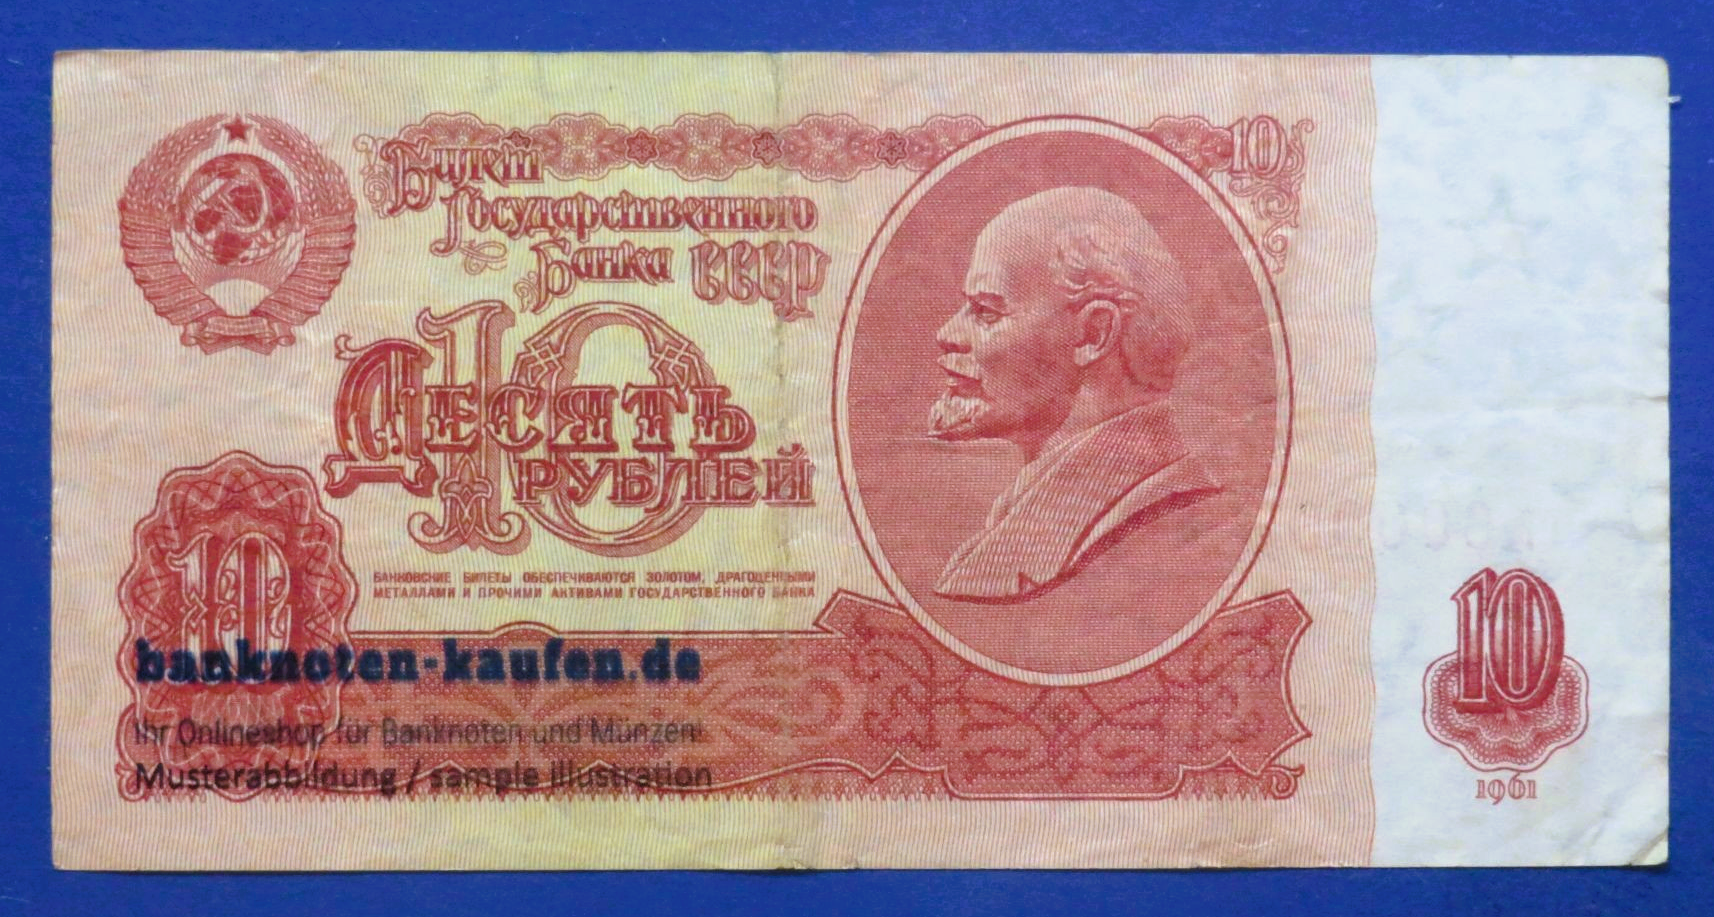 Билет
10
Государственного
Банка СССР
10
Десять
рублей
БАНКОВСКИЕ БИЛЕТЫ ОБЕСПЕЧИВАЮТСЯ ЗОЛОТОМ, ДРАГОЦЕННЫМИ
МЕТАЛЛАМИ И ПРОЧИМИ АКТИВАМИ ГОСУДАРСТВЕННОГО БАНКА
10
10
banknoten-kaufen.de
Ihr Onlineshop für Banknoten und Münzen
Musterabbildung / sample illustration
1961